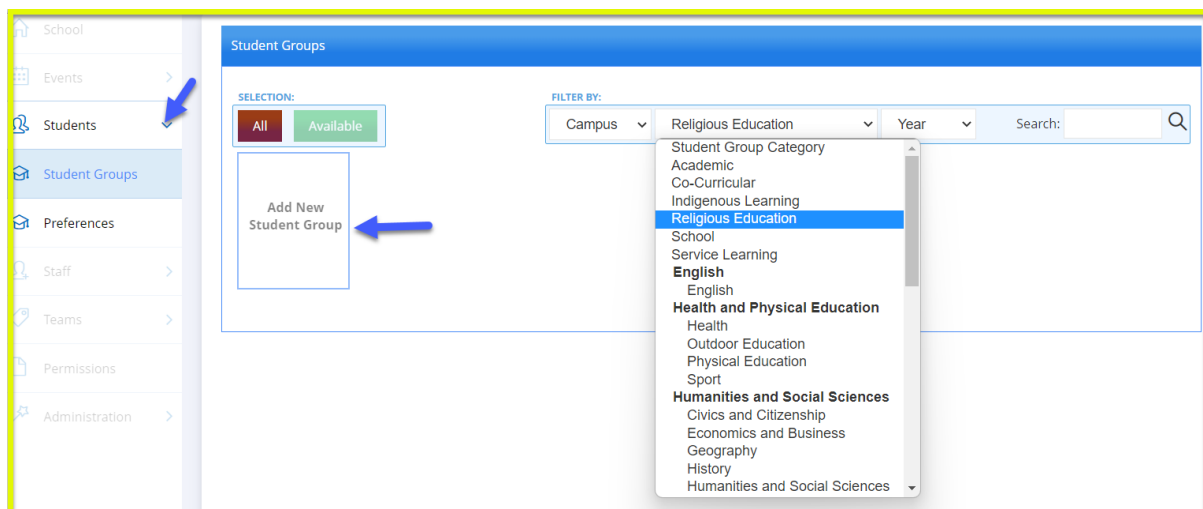 School
Events
Students
Student Groups
Preferences
Staff
Teams
Permissions
Administration
Student Groups
SELECTION:
All Available
FILTER BY:
Campus Religious Education Year Search:
Add New
Student Group
Student Group Category
Academic
Co-Curricular
Indigenous Learning
Religious Education
School
Service Learning
English
English
Health and Physical Education
Health
Outdoor Education
Physical Education
Sport
Humanities and Social Sciences
Civics and Citizenship
Economics and Business
Geography
History
Humanities and Social Sciences